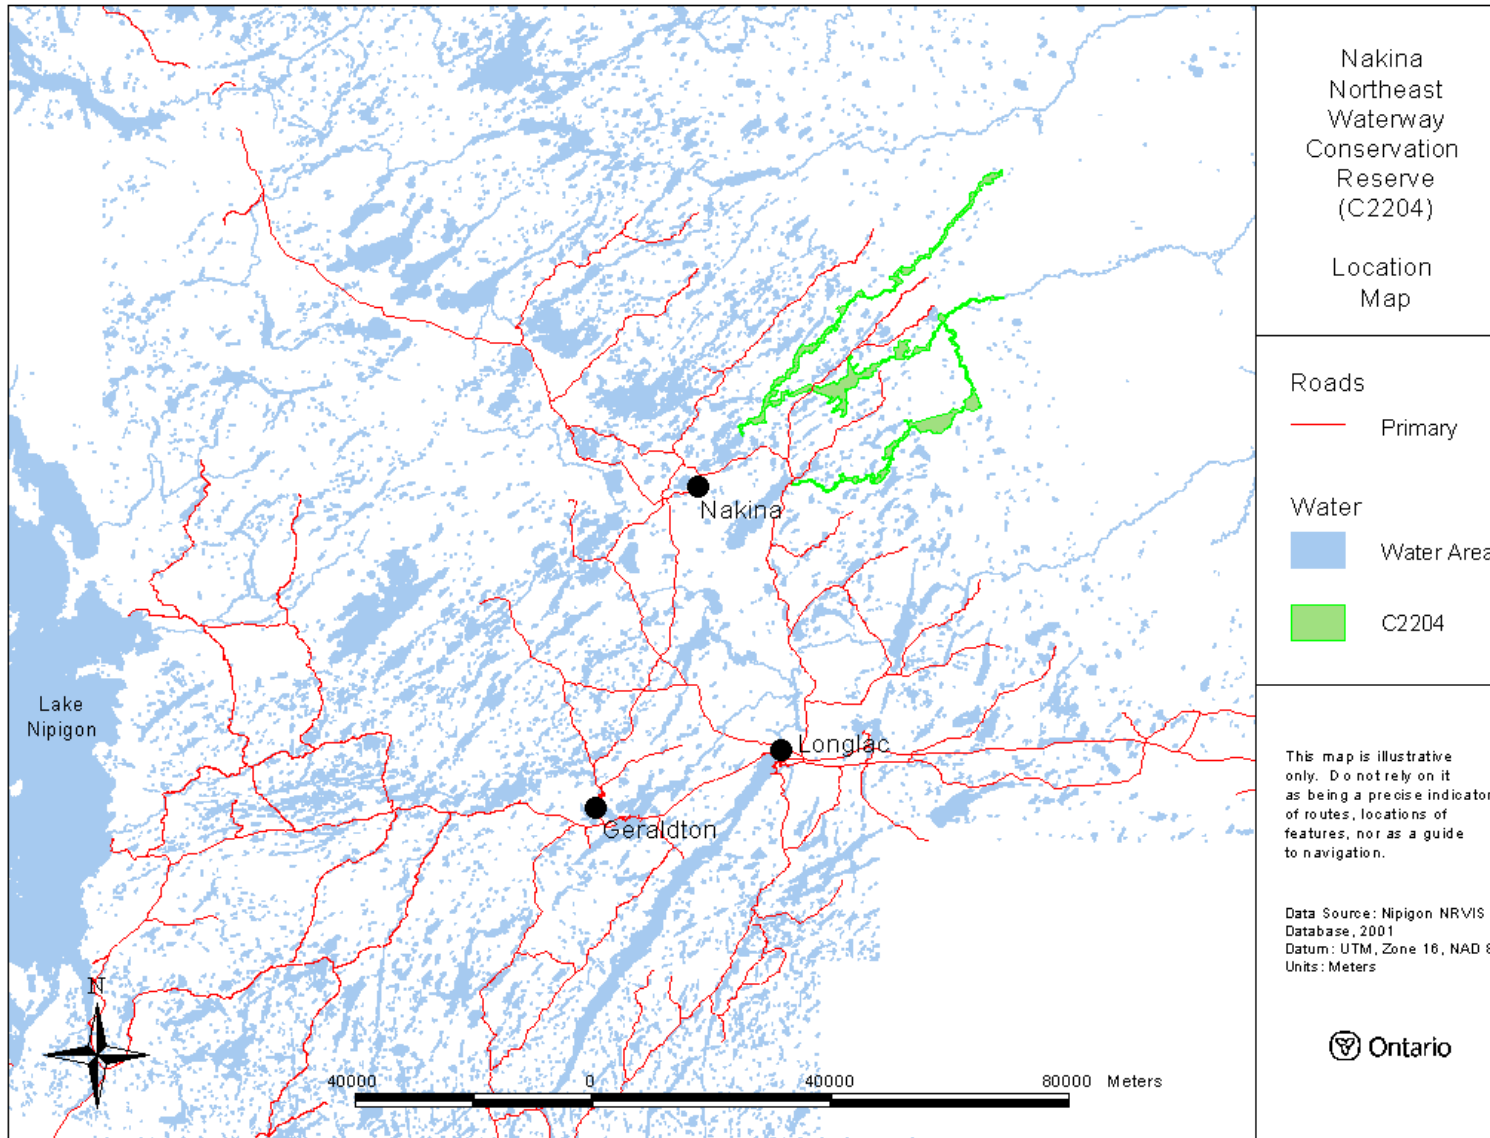 Nakina
Northeast
Waterway
Conservation
Reserve
(C2204)
Location
Map
Roads
Primary
Water
Water Area
C2204
This map is illustrative
only. Do not rely on it
as being a precise indicator
of routes, locations of
features, nor as a guide
to navigation.
Data Source: Nipigon NRVIS
Database, 2001
Datum: UTM, Zone 16, NAD 8
Units: Meters
Ontario
Nakina
Lake
Nipigon
Longlac
Geraldton
N
40000 0 40000 80000 Meters